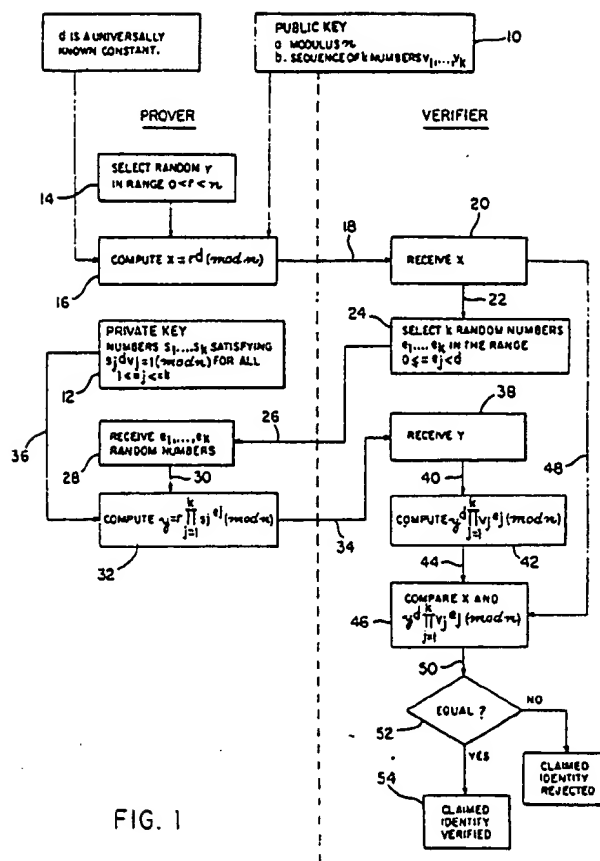 d IS A UNIVERSALLY
KNOWN CONSTANT.
PUBLIC KEY
a MODULUS n
b. SEQUENCE OF k NUMBERS v1,...,vk
10
PROVER
VERIFIER
SELECT RANDOM r
IN RANGE 0<r<n
14
COMPUTE X=r^d (mod n)
16
18
20
RECEIVE X
22
24
SELECT k RANDOM NUMBERS
e1,...,ek IN THE RANGE
0≤=ej<d
PRIVATE KEY
NUMBERS s1,...,sk SATISFYING
sj^d vj=1(mod n) FOR ALL
1<=j<=k
12
26
36
RECEIVE e1,...,ek
RANDOM NUMBERS
28
30
38
RECEIVE Y
40
48
COMPUTE y=r ∏_{j=1}^{k} sj^ej (mod n)
32
34
COMPUTE y^d ∏_{j=1}^{k} vj^ej (mod n)
42
44
46
COMPARE X AND
y^d ∏_{j=1}^{k} vj^ej (mod n)
50
EQUAL ?
52
NO
YES
CLAIMED
IDENTITY
REJECTED
54
CLAIMED
IDENTITY
VERIFIED
FIG. 1